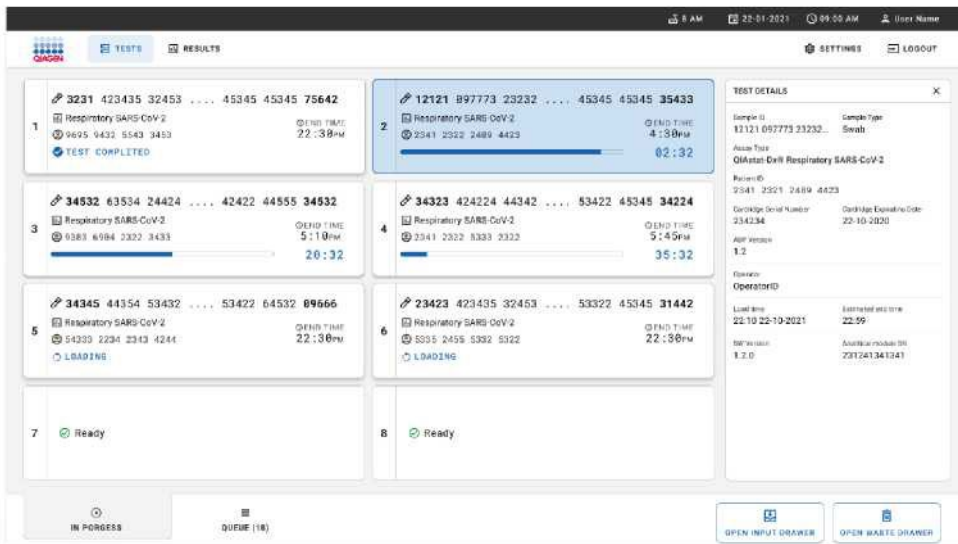 8 AM 22-01-2021 09:00 AM User Name
QIAGEN TESTS RESULTS SETTINGS LOGOUT
1
3231 423435 32453 .... 45345 45345 75642
Respiratory SARS-CoV-2
9695 9432 5543 3453
END TIME
22:30PM
TEST COMPLITED
2
12121 097773 23232 .... 45345 45345 35433
Respiratory SARS-CoV-2
2341 2322 2489 4423
END TIME
4:30PM
02:32
3
34532 63534 24424 .... 42422 44555 34532
Respiratory SARS-CoV-2
9383 6984 2322 3433
END TIME
5:10PM
20:32
4
34323 424224 44342 .... 53422 45345 34224
Respiratory SARS-CoV-2
2341 2322 5333 2322
END TIME
5:45PM
35:32
5
34345 44354 53432 .... 53422 64532 09666
Respiratory SARS-CoV-2
54333 2234 2343 4244
END TIME
22:30PM
LOADING
6
23423 423435 32453 .... 53322 45345 31442
Respiratory SARS-CoV-2
5335 2455 5332 5322
END TIME
22:30PM
LOADING
7
Ready
8
Ready
TEST DETAILS
Sample ID Sample Type
12121 097773 23232... Swab
Assay Type
QIAstat-Dx® Respiratory SARS-CoV-2
Patient ID
2341 2321 2489 4423
Cartridge Serial Number Cartridge Expiration Date
234234 22-10-2020
ADF Version
1.2
Operator
OperatorID
Load time Estimated end time
22:10 22-10-2021 22:59
SW Version Analytical module SN
1.2.0 231241341341
IN PORGESS
QUEUE (18)
OPEN INPUT DRAWER
OPEN WASTE DRAWER